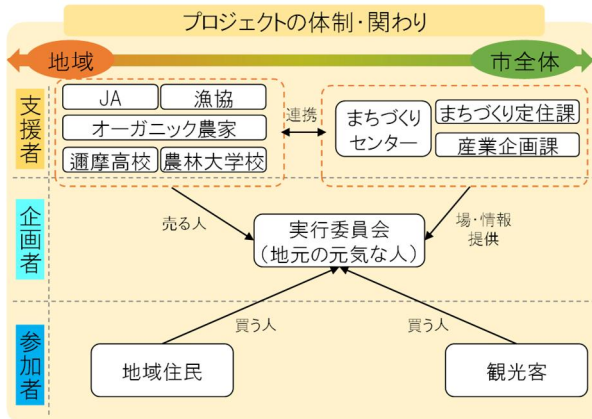 プロジェクトの体制・関わり
地域
市全体
支援者
JA
漁協
オーガニック農家
邇摩高校
農林大学校
連携
まちづくり
センター
まちづくり定住課
産業企画課
企画者
売る人
実行委員会
(地元の元気な人)
場・情報
提供
参加者
買う人
買う人
地域住民
観光客